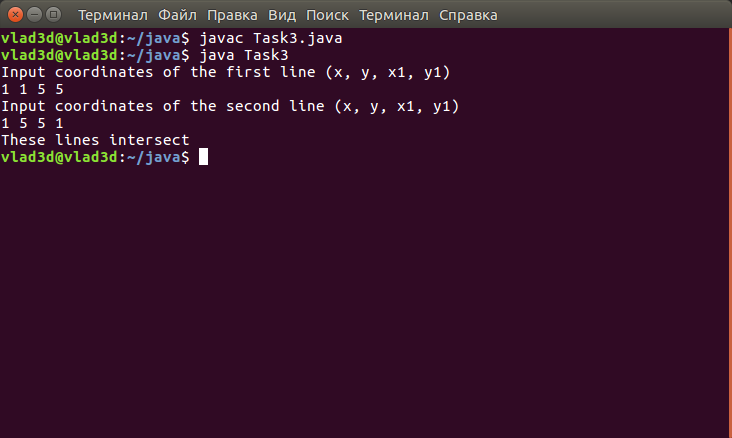 Терминал Файл Правка Вид Поиск Терминал Справка
vlad3d@vlad3d:~/java$ javac Task3.java
vlad3d@vlad3d:~/java$ java Task3
Input coordinates of the first line (x, y, x1, y1)
1 1 5 5
Input coordinates of the second line (x, y, x1, y1)
1 5 5 1
These lines intersect
vlad3d@vlad3d:~/java$